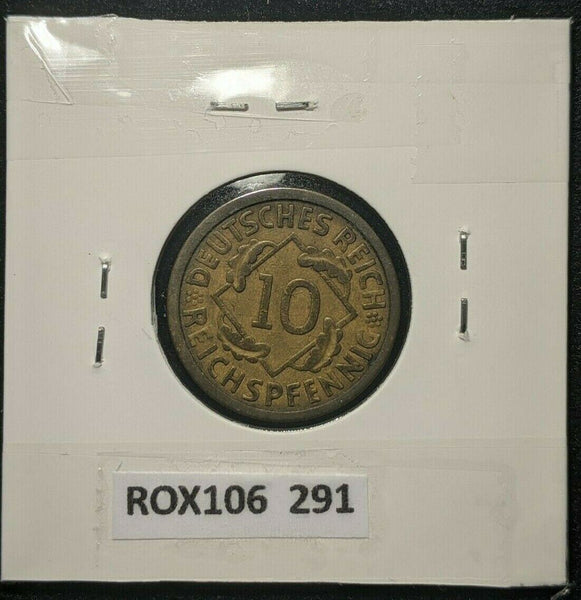 DEUTSCHES REICH
10
REICHSPFENNIG
ROX106 291